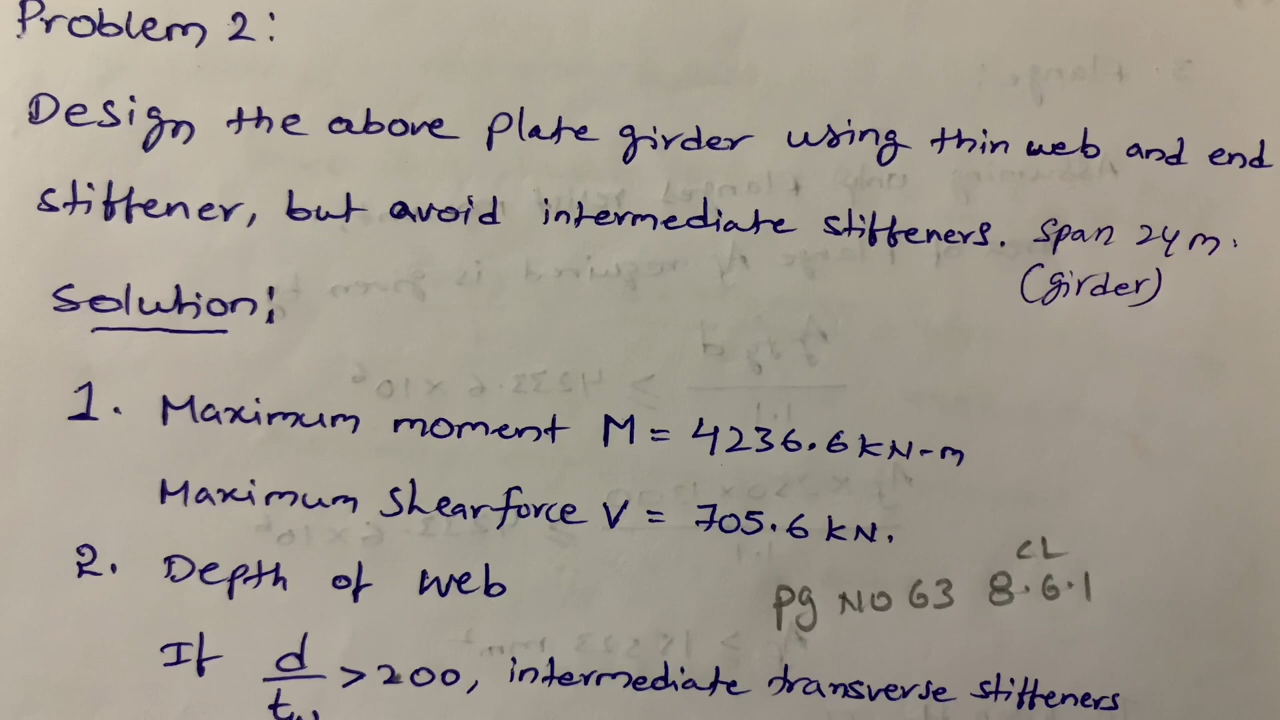 Problem 2:
Design the above plate girder using thin web and end
stiffener, but avoid intermediate stiffeners. Span 24 m.
(girder)
Solution:
1. Maximum moment M = 4236.6 KN-m
Maximum Shearforce V = 705.6 KN.
2. Depth of web
CL
Pg NO 63 8.6.1
If d/tw > 200, intermediate transverse stiffeners